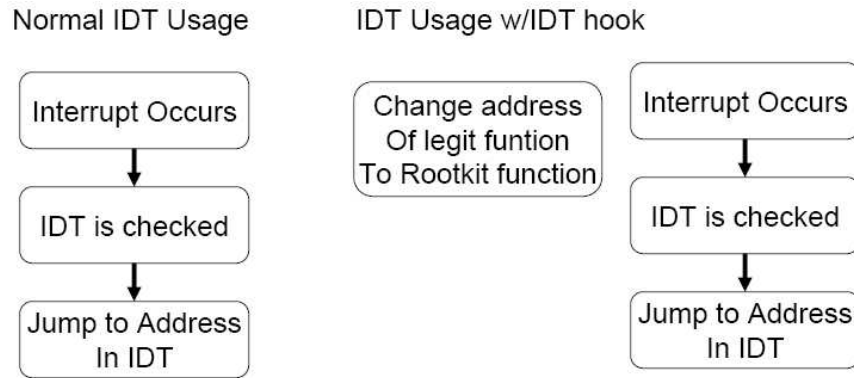 Normal IDT Usage
Interrupt Occurs
IDT is checked
Jump to Address
In IDT
IDT Usage w/IDT hook
Change address
Of legit funtion
To Rootkit function
Interrupt Occurs
IDT is checked
Jump to Address
In IDT